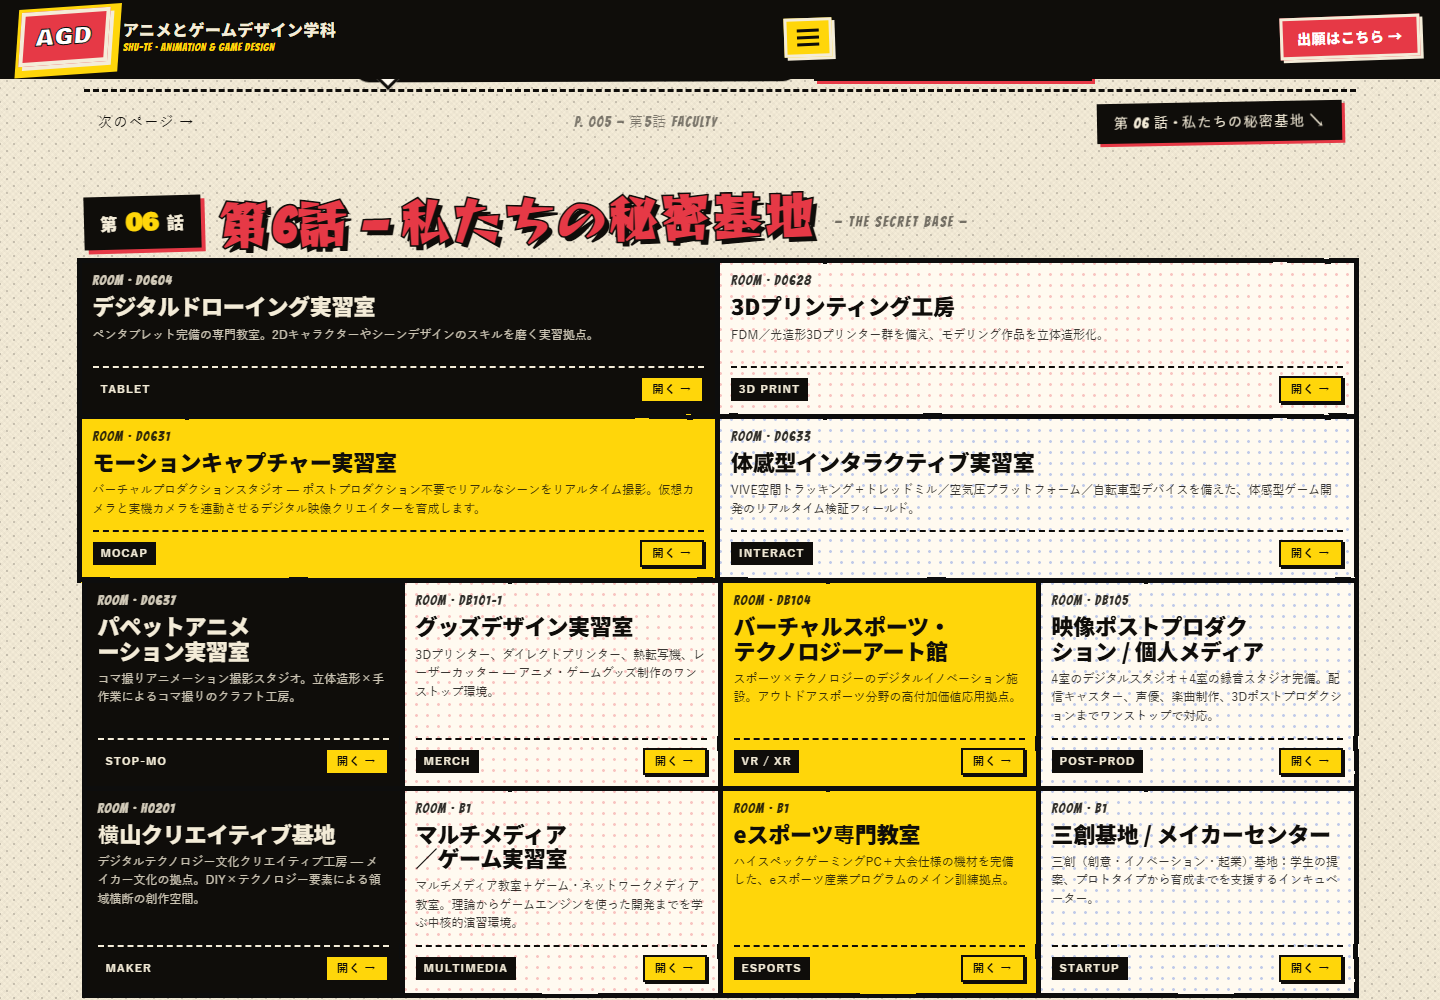 AGD
アニメとゲームデザイン学科
SHU-TE · ANIMATION & GAME DESIGN
出願はこちら →
次のページ →
P. 005 — 第5話 FACULTY
第 06 話・私たちの秘密基地 ↘
第 06 話
第6話 – 私たちの秘密基地
— THE SECRET BASE —
ROOM · D0604
デジタルドローイング実習室
ペンタブレット完備の専門教室。2Dキャラクターやシーンデザインのスキルを磨く実習拠点。
TABLET
開く →
ROOM · D0628
3Dプリンティング工房
FDM／光造形3Dプリンター群を備え、モデリング作品を立体造形化。
3D PRINT
開く →
ROOM · D0631
モーションキャプチャー実習室
バーチャルプロダクションスタジオ — ポストプロダクション不要でリアルなシーンをリアルタイム撮影。仮想カ
メラと実機カメラを連動させるデジタル映像クリエイターを育成します。
MOCAP
開く →
ROOM · D0633
体感型インタラクティブ実習室
VIVE空間トラッキング＋トレッドミル／空気圧プラットフォーム／自転車型デバイスを備えた、体感型ゲーム開
発のリアルタイム検証フィールド。
INTERACT
開く →
ROOM · D0637
パペットアニメ
ーション実習室
コマ撮りアニメーション撮影スタジオ。立体造形×手
作業によるコマ撮りのクラフト工房。
STOP-MO
開く →
ROOM · DB101-1
グッズデザイン実習室
3Dプリンター、ダイレクトプリンター、熱転写機、レ
ーザーカッター — アニメ・ゲームグッズ制作のワン
ストップ環境。
MERCH
開く →
ROOM · DB104
バーチャルスポーツ・
テクノロジーアート館
スポーツ×テクノロジーのデジタルイノベーション施
設。アウトドアスポーツ分野の高付加価値応用拠点。
VR / XR
開く →
ROOM · DB105
映像ポストプロダク
ション / 個人メディア
4室のデジタルスタジオ＋4室の録音スタジオ完備。配
信キャスター、声優、楽曲制作、3Dポストプロダクシ
ョンまでワンストップで対応。
POST-PROD
開く →
ROOM · H0201
横山クリエイティブ基地
デジタルテクノロジー文化クリエイティブ工房 — メ
イカー文化の拠点。DIY×テクノロジー要素による領
域横断の創作空間。
MAKER
開く →
ROOM · B1
マルチメディア
／ゲーム実習室
マルチメディア教室＋ゲーム・ネットワークメディア
教室。理論からゲームエンジンを使った開発までを学
ぶ中核的演習環境。
MULTIMEDIA
開く →
ROOM · B1
eスポーツ専門教室
ハイスペックゲーミングPC＋大会仕様の機材を完備
した、eスポーツ産業プログラムのメイン訓練拠点。
ESPORTS
開く →
ROOM · B1
三創基地 / メイカーセンター
三創（創意・イノベーション・起業）基地：学生の提
案、プロトタイプから育成までを支援するインキュベ
ーター。
STARTUP
開く →